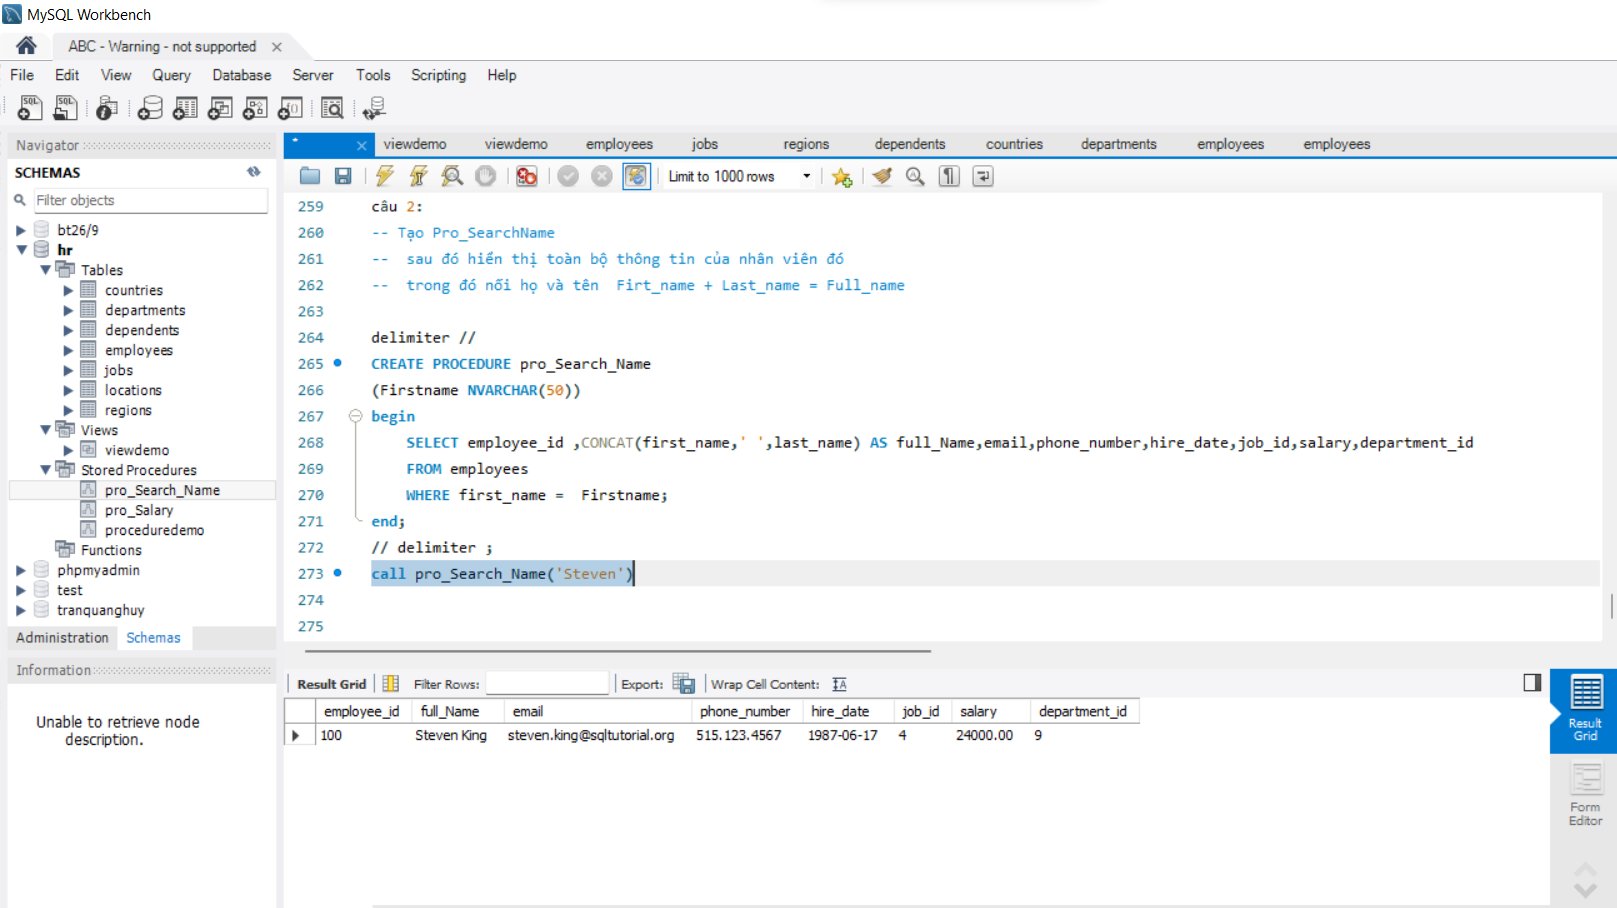 MySQL Workbench
ABC - Warning - not supported
File Edit View Query Database Server Tools Scripting Help
Navigator
SCHEMAS
Filter objects
bt26/9
hr
Tables
countries
departments
dependents
employees
jobs
locations
regions
Views
viewdemo
Stored Procedures
pro_Search_Name
pro_Salary
proceduredemo
Functions
phpmyadmin
test
tranquanghuy
Administration Schemas
Information
Unable to retrieve node
description.
* viewdemo viewdemo employees jobs regions dependents countries departments employees employees
Limit to 1000 rows
259 câu 2:
260 -- Tạo Pro_SearchName
261 -- sau đó hiển thị toàn bộ thông tin của nhân viên đó
262 -- trong đó nối họ và tên Firt_name + Last_name = Full_name
263
264 delimiter //
265 CREATE PROCEDURE pro_Search_Name
266 (Firstname NVARCHAR(50))
267 begin
268 SELECT employee_id ,CONCAT(first_name,' ',last_name) AS full_Name,email,phone_number,hire_date,job_id,salary,department_id
269 FROM employees
270 WHERE first_name = Firstname;
271 end;
272 // delimiter ;
273 call pro_Search_Name('Steven')
274
275
Result Grid Filter Rows: Export: Wrap Cell Content:
employee_id full_Name email phone_number hire_date job_id salary department_id
100 Steven King steven.king@sqltutorial.org 515.123.4567 1987-06-17 4 24000.00 9
Result
Grid
Form
Editor